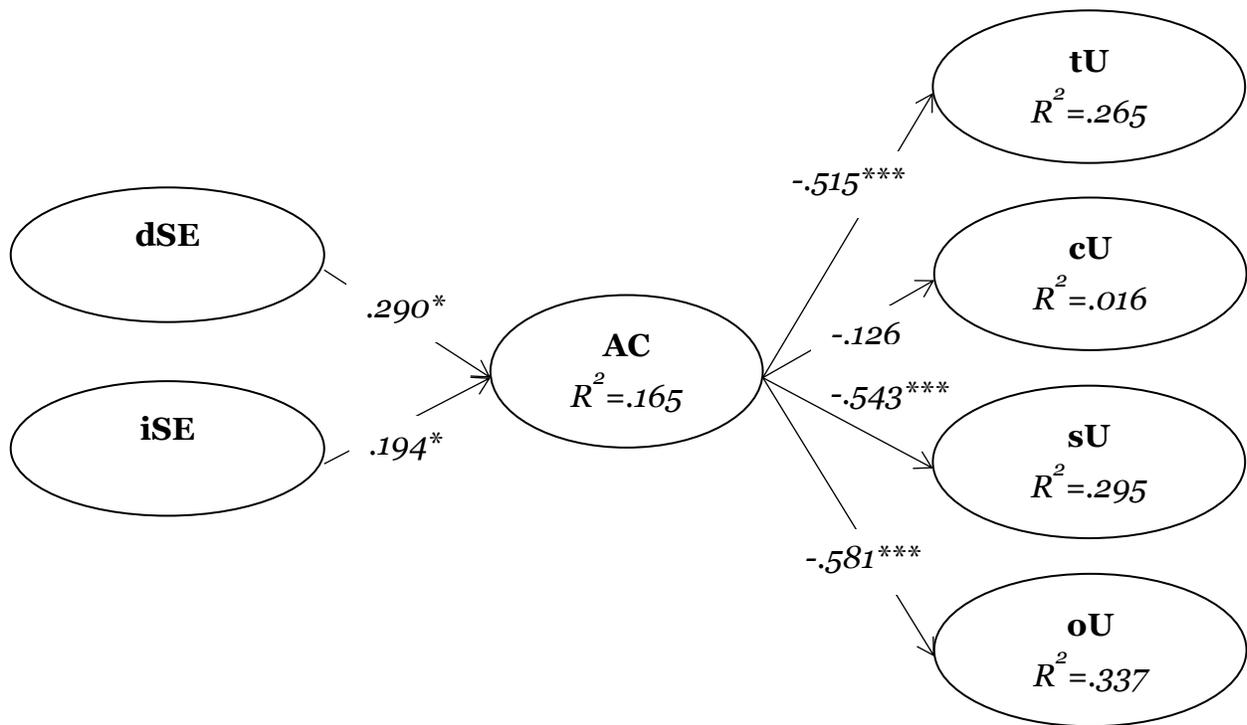 dSE
iSE
.290*
.194*
AC
R²=.165
-.515***
-.126
-.543***
-.581***
tU
R²=.265
cU
R²=.016
sU
R²=.295
oU
R²=.337